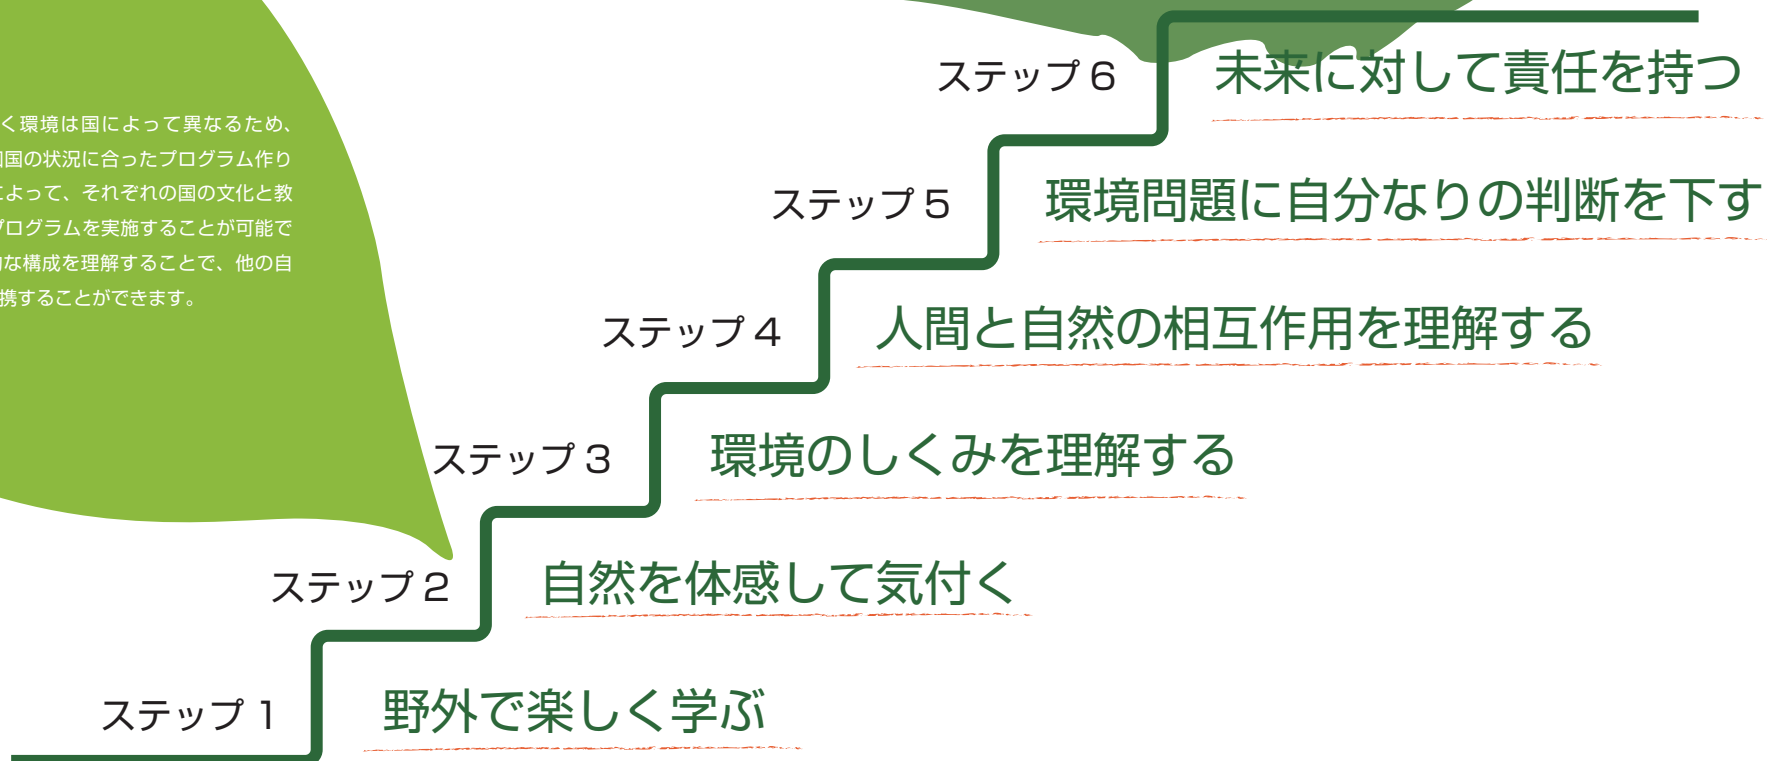 く環境は国によって異なるため、
国の状況に合ったプログラム作り
よって、それぞれの国の文化と教
プログラムを実施することが可能で
な構成を理解することで、他の自
携することができます。
ステップ 6 未来に対して責任を持つ
ステップ 5 環境問題に自分なりの判断を下す
ステップ 4 人間と自然の相互作用を理解する
ステップ 3 環境のしくみを理解する
ステップ 2 自然を体感して気付く
ステップ 1 野外で楽しく学ぶ